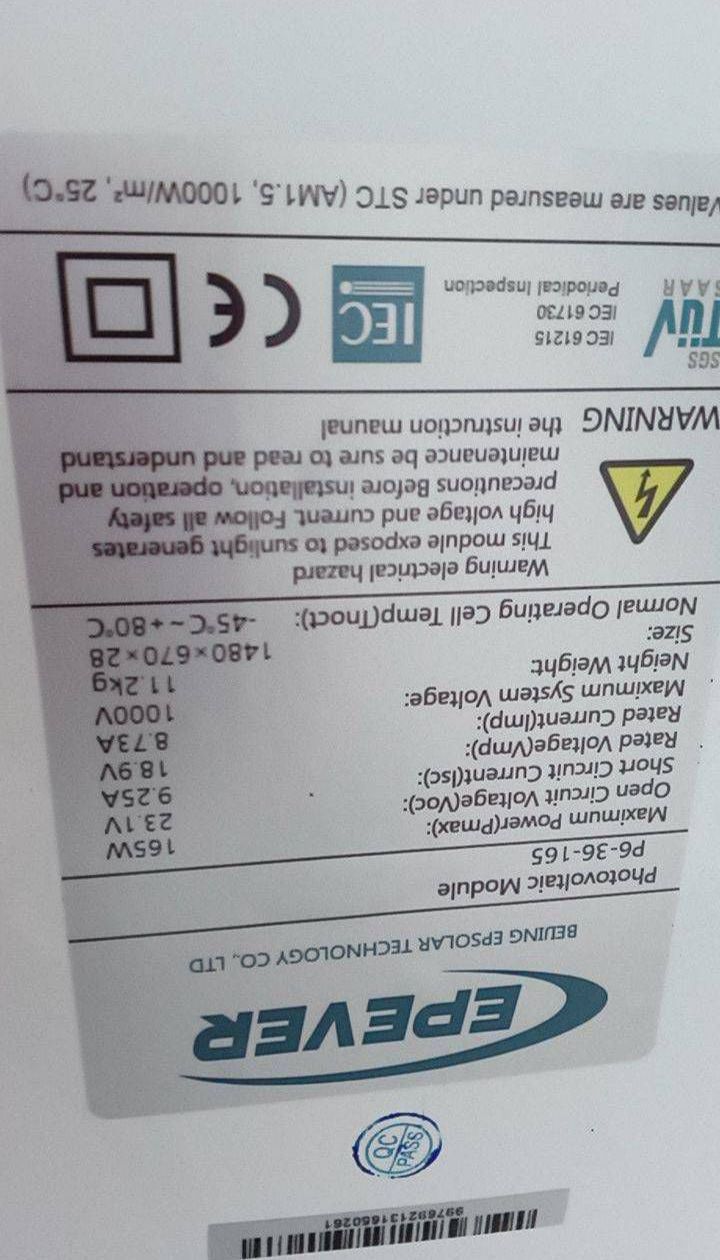 997692131650261
QC
PASS
EPEVER
BEIJING EPSOLAR TECHNOLOGY CO., LTD
Photovoltaic Module
P6-36-165
Maximum Power(Pmax): 165W
Open Circuit Voltage(Voc): 23.1V
Short Circuit Current(Isc): 9.25A
Rated Voltage(Vmp): 18.9V
Rated Current(Imp): 8.73A
Maximum System Voltage: 1000V
Neight Weight: 11.2kg
Size: 1480×670×28
Normal Operating Cell Temp(Tnoct): -45°C~+80°C
Warning electrical hazard
This module exposed to sunlight generates
high voltage and current. Follow all safety
precautions Before installation, operation and
maintenance be sure to read and understand
WARNING the instruction maunal
SGS
TÜV
SAAR
IEC 61215
IEC 61730
Periodical Inspection
IEC
CE
Values are measured under STC (AM1.5, 1000W/m², 25°C)